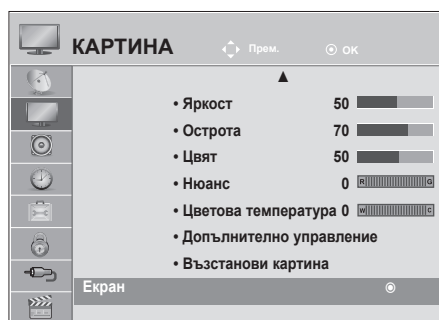 КАРТИНА Прем. OK
• Яркост 50
• Острота 70
• Цвят 50
• Нюанс 0 R G
• Цветова температура 0 W C
• Допълнително управление
• Възстанови картина
Екран